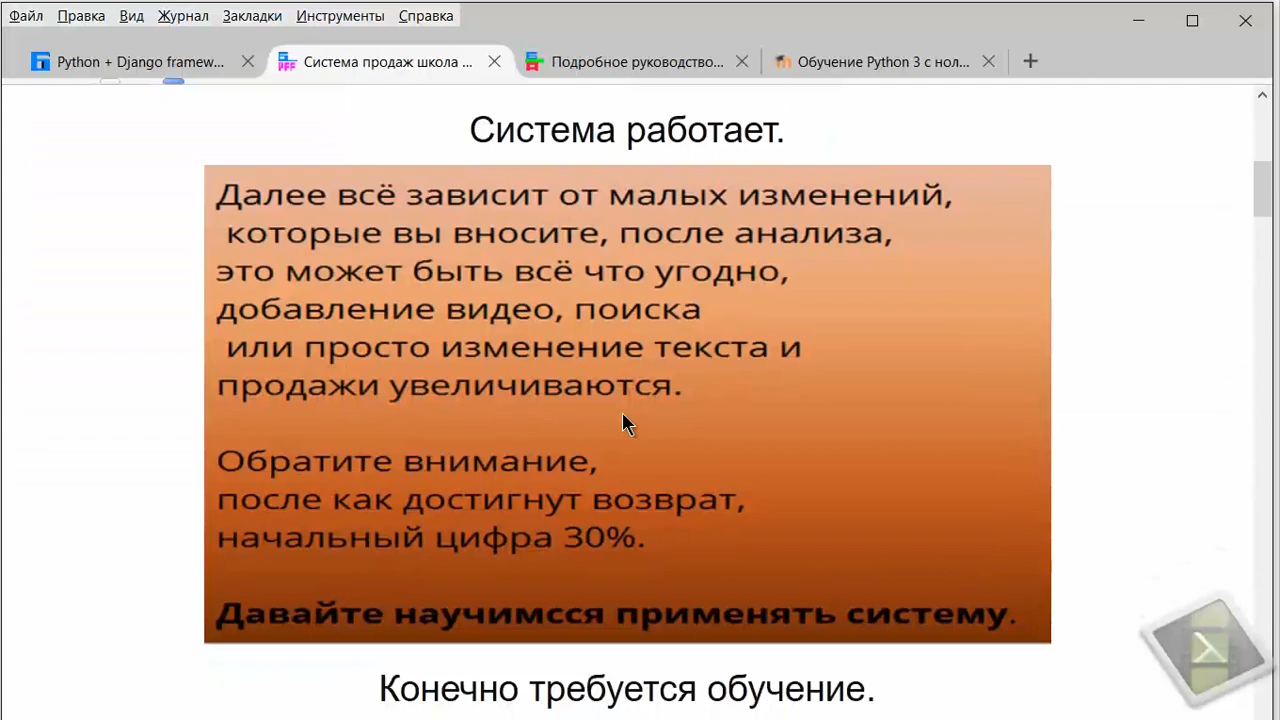 Файл Правка Вид Журнал Закладки Инструменты Справка
Python + Django framew... Система продаж школа ... Подробное руководство... Обучение Python 3 с нол...
Система работает.
Далее всё зависит от малых изменений,
которые вы вносите, после анализа,
это может быть всё что угодно,
добавление видео, поиска
или просто изменение текста и
продажи увеличиваются.
Обратите внимание,
после как достигнут возврат,
начальный цифра 30%.
Давайте научимсся применять систему.
Конечно требуется обучение.